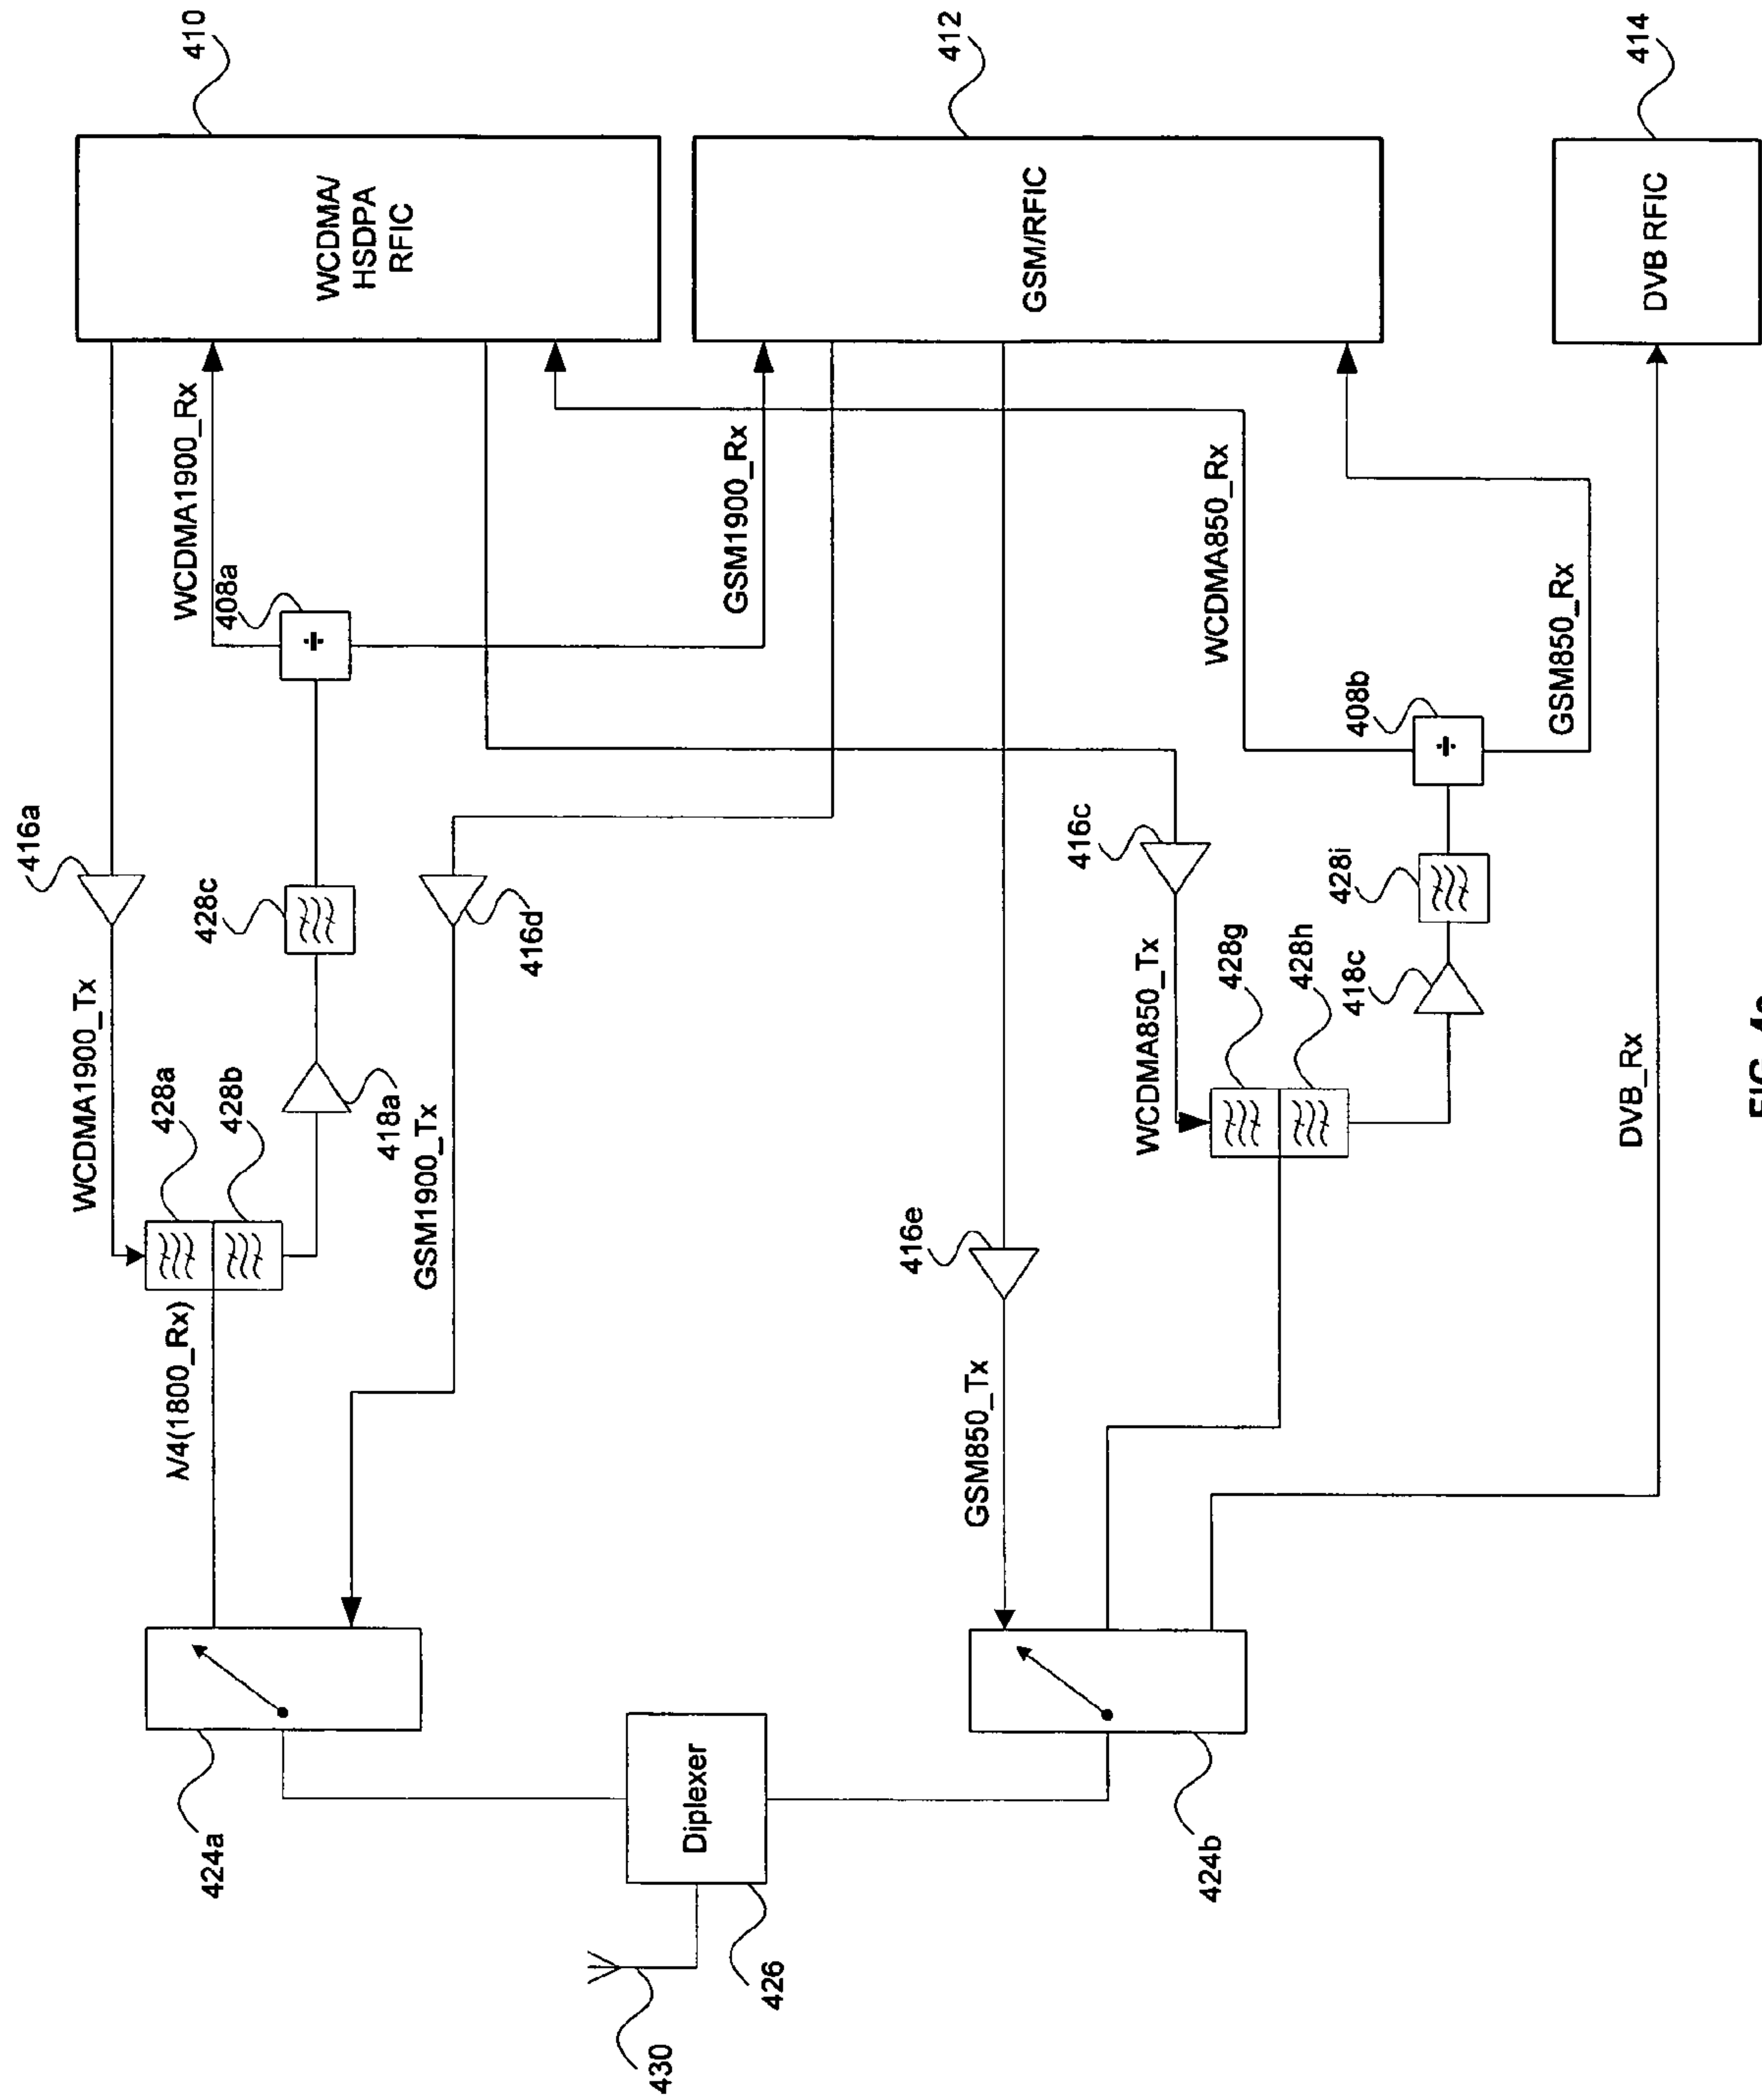 410
412
414
WCDMA/
HSDPA
RFIC
GSM/RFIC
DVB RFIC
WCDMA1900_Rx
408a
GSM1900_Rx
WCDMA850_Rx
408b
GSM850_Rx
416a
428c
416d
416c
428i
WCDMA1900_Tx
428a
428b
418a
GSM1900_Tx
WCDMA850_Tx
428g
428h
418c
DVB_Rx
416e
λ/4(1800_Rx)
GSM850_Tx
424a
Diplexer
424b
426
430